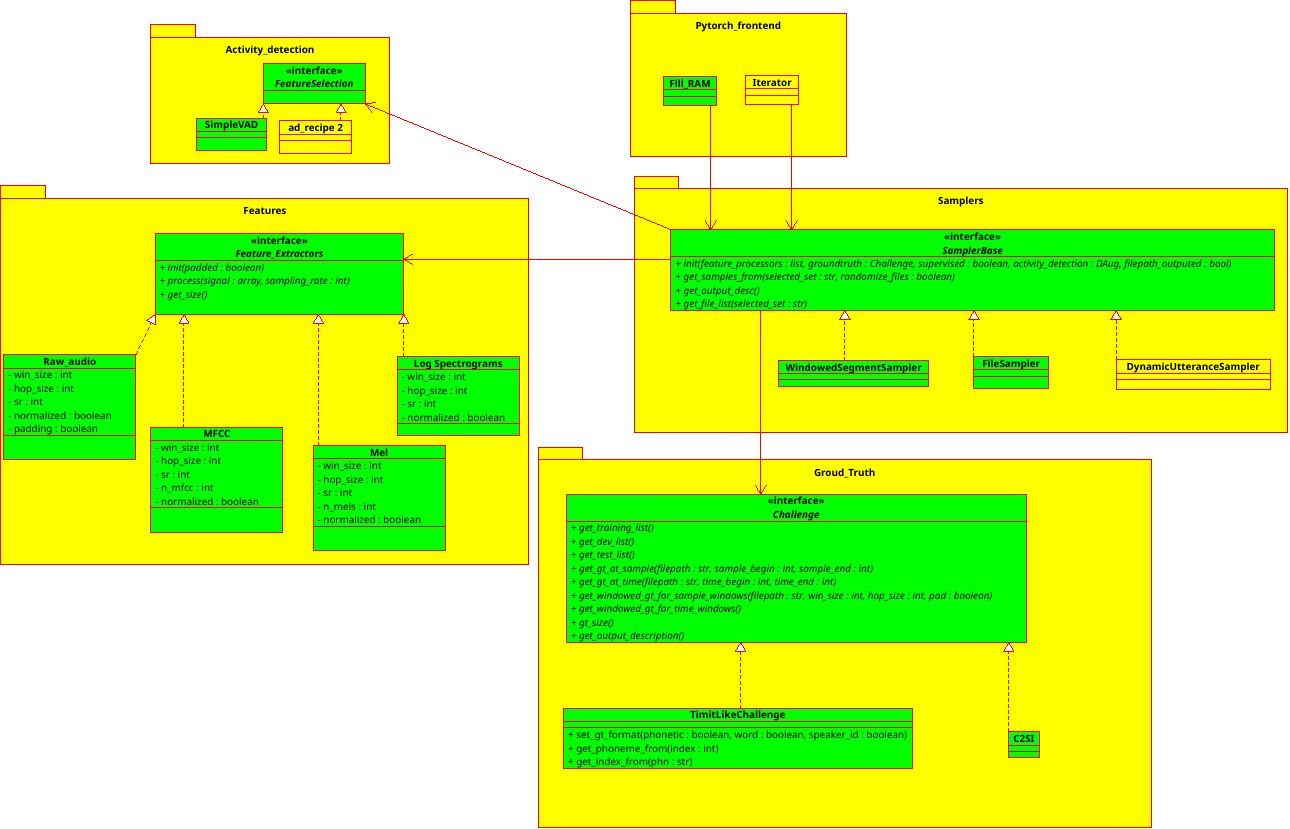 Activity_detection
«interface»
FeatureSelection
SimpleVAD
ad_recipe 2
Pytorch_frontend
Fill_RAM
Iterator
Features
«interface»
Feature_Extractors
+ init(padded : boolean)
+ process(signal : array, sampling_rate : int)
+ get_size()
Raw_audio
- win_size : int
- hop_size : int
- sr : int
- normalized : boolean
- padding : boolean
MFCC
- win_size : int
- hop_size : int
- sr : int
- n_mfcc : int
- normalized : boolean
Mel
- win_size : int
- hop_size : int
- sr : int
- n_mels : int
- normalized : boolean
Log Spectrograms
- win_size : int
- hop_size : int
- sr : int
- normalized : boolean
Samplers
«interface»
SamplerBase
+ init(feature_processors : list, groundtruth : Challenge, supervised : boolean, activity_detection : DAug, filepath_outputed : bool)
+ get_samples_from(selected_set : str, randomize_files : boolean)
+ get_output_desc()
+ get_file_list(selected_set : str)
WindowedSegmentSampler
FileSampler
DynamicUtteranceSampler
Groud_Truth
«interface»
Challenge
+ get_training_list()
+ get_dev_list()
+ get_test_list()
+ get_gt_at_sample(filepath : str, sample_begin : int, sample_end : int)
+ get_gt_at_time(filepath : str, time_begin : int, time_end : int)
+ get_windowed_gt_for_sample_windows(filepath : str, win_size : int, hop_size : int, pad : boolean)
+ get_windowed_gt_for_time_windows()
+ gt_size()
+ get_output_description()
TimitLikeChallenge
+ set_gt_format(phonetic : boolean, word : boolean, speaker_id : boolean)
+ get_phoneme_from(index : int)
+ get_index_from(phn : str)
C2SI